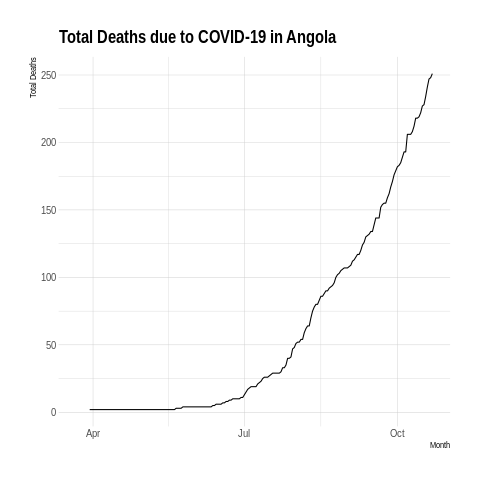 Total Deaths due to COVID-19 in Angola
Total Deaths
250
200
150
100
50
0
Apr
Jul
Oct
Month